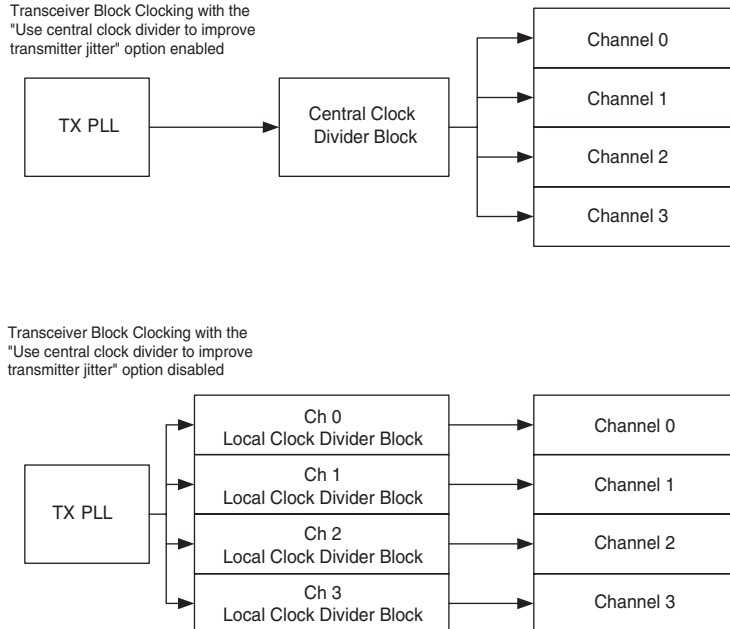 Transceiver Block Clocking with the
"Use central clock divider to improve
transmitter jitter" option enabled
TX PLL
Central Clock
Divider Block
Channel 0
Channel 1
Channel 2
Channel 3
Transceiver Block Clocking with the
"Use central clock divider to improve
transmitter jitter" option disabled
TX PLL
Ch 0
Local Clock Divider Block
Channel 0
Ch 1
Local Clock Divider Block
Channel 1
Ch 2
Local Clock Divider Block
Channel 2
Ch 3
Local Clock Divider Block
Channel 3